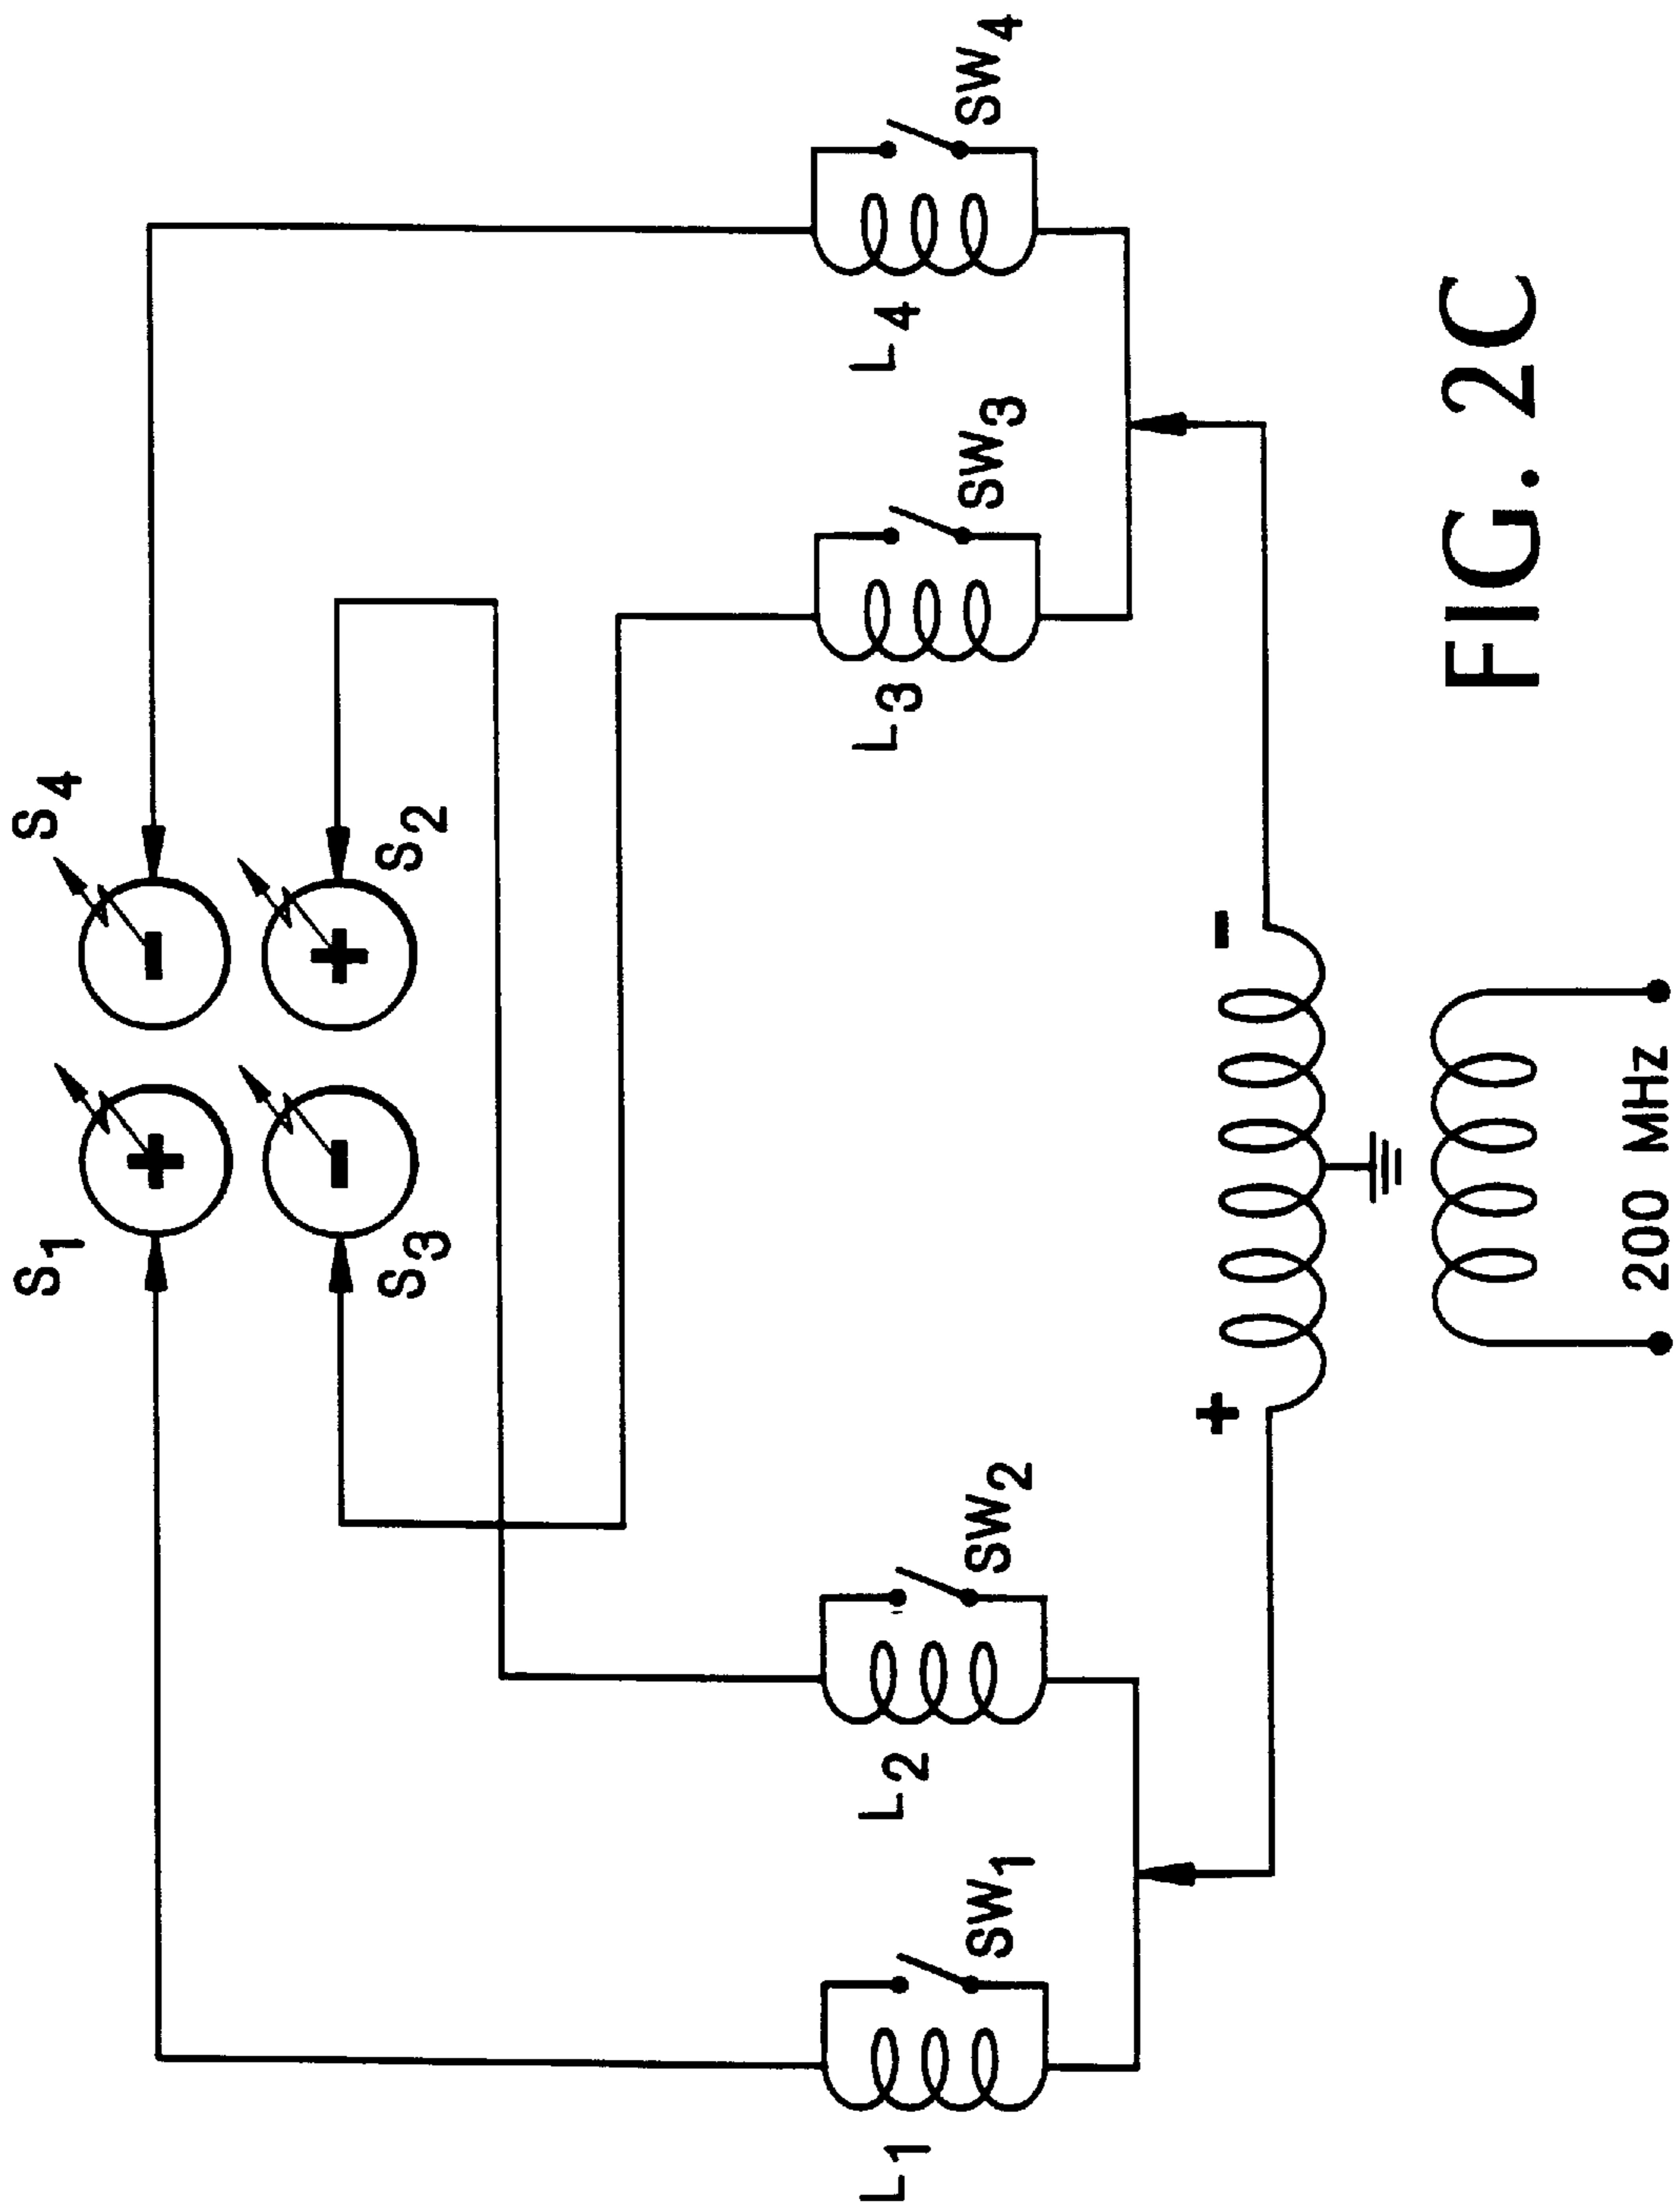 S1
S4
S3
S2
+
-
-
+
L1
SW1
L2
SW2
L3
SW3
L4
SW4
+
-
200 MHz
FIG. 2C